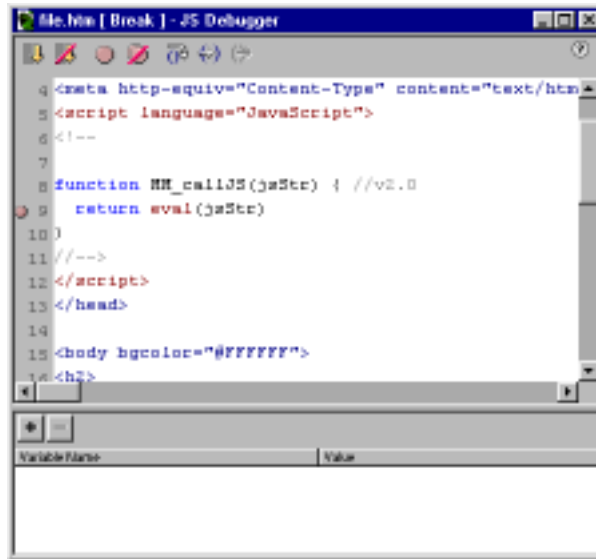 file.htm [ Break ] - JS Debugger
4 <meta http-equiv="Content-Type" content="text/htm
5 <script language="JavaScript">
6 <!--
7
8 function MM_callJS(jsStr) { //v2.0
9 return eval(jsStr)
10 }
11 //-->
12 </script>
13 </head>
14
15 <body bgcolor="#FFFFFF">
16 <h2>
Variable Name Value